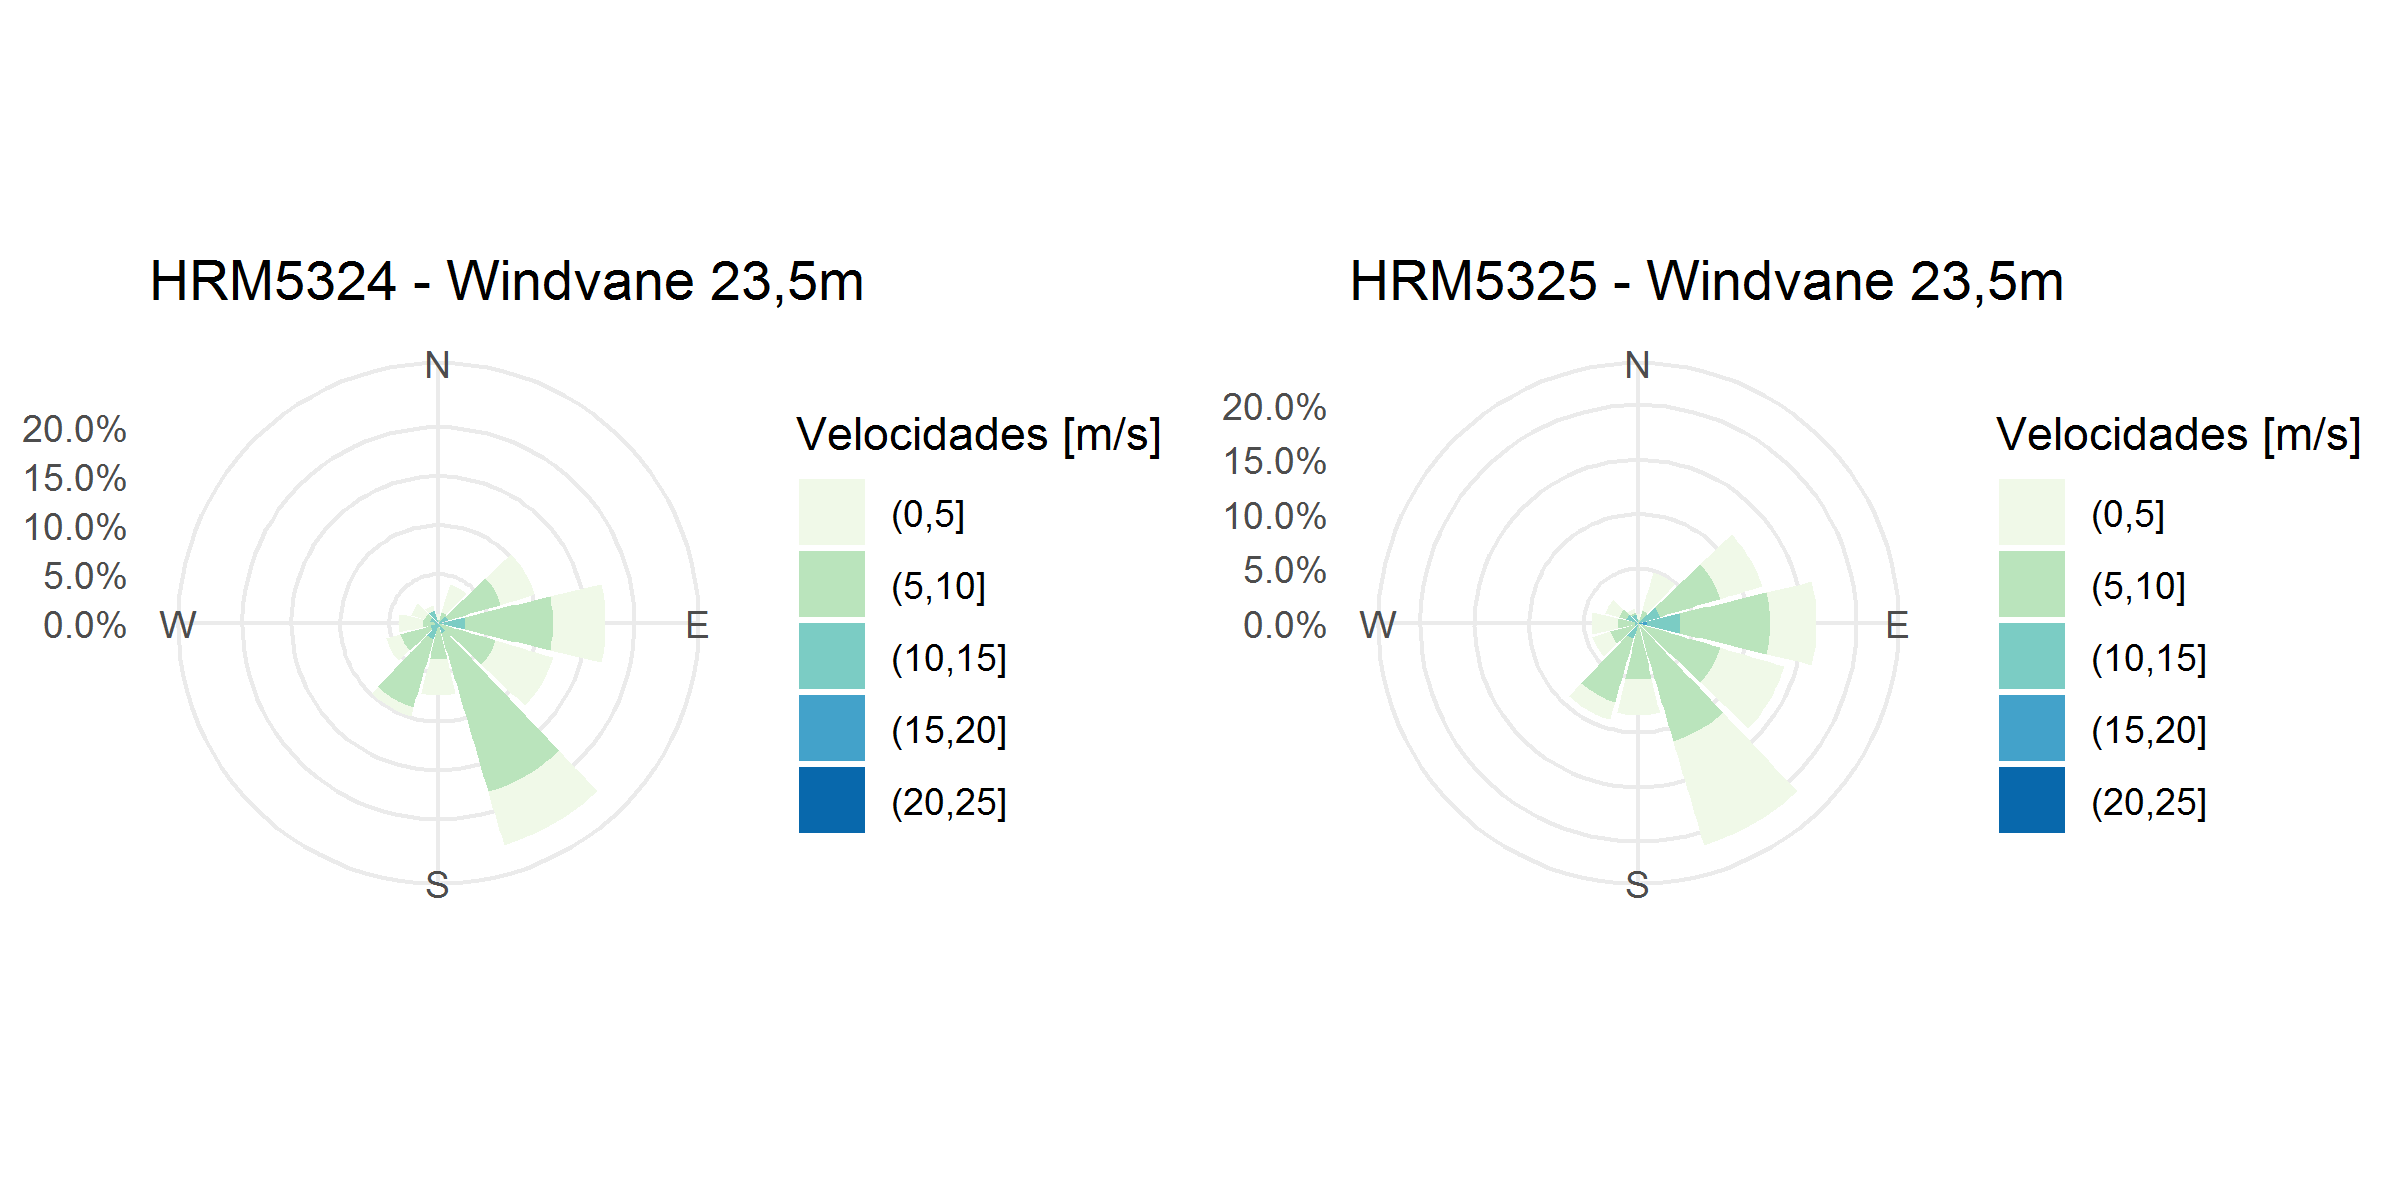 HRM5324 - Windvane 23,5m
N
20.0%
15.0%
10.0%
5.0%
0.0%
W
E
S
Velocidades [m/s]
(0,5]
(5,10]
(10,15]
(15,20]
(20,25]
HRM5325 - Windvane 23,5m
N
20.0%
15.0%
10.0%
5.0%
0.0%
W
E
S
Velocidades [m/s]
(0,5]
(5,10]
(10,15]
(15,20]
(20,25]